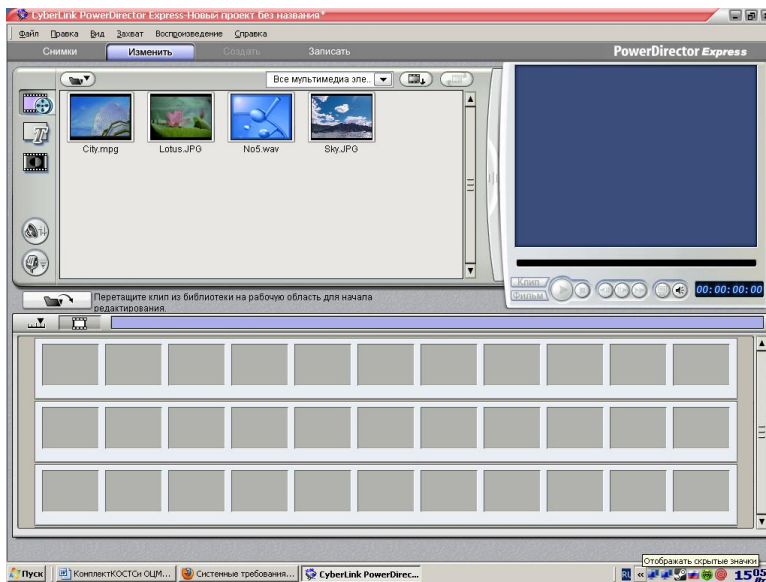 CyberLink PowerDirector Express-Новый проект без названия*
Файл Правка Вид Захват Воспроизведение Справка
Снимки Изменить Создать Записать PowerDirector Express
Все мультимедиа эле..
City.mpg Lotus.JPG No5.wav Sky.JPG
Клип
Фильм
00:00:00:00
Перетащите клип из библиотеки на рабочую область для начала
редактирования.
Отображать скрытые значки
Пуск КомплектКОСТСи ОЦМ... Системные требования... CyberLink PowerDirec... RU « 1505